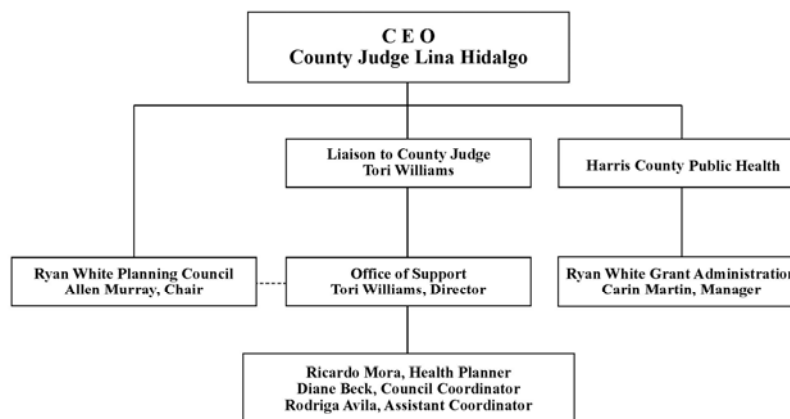 C E O
County Judge Lina Hidalgo
Liaison to County Judge
Tori Williams
Harris County Public Health
Ryan White Planning Council
Allen Murray, Chair
Office of Support
Tori Williams, Director
Ryan White Grant Administration
Carin Martin, Manager
Ricardo Mora, Health Planner
Diane Beck, Council Coordinator
Rodriga Avila, Assistant Coordinator